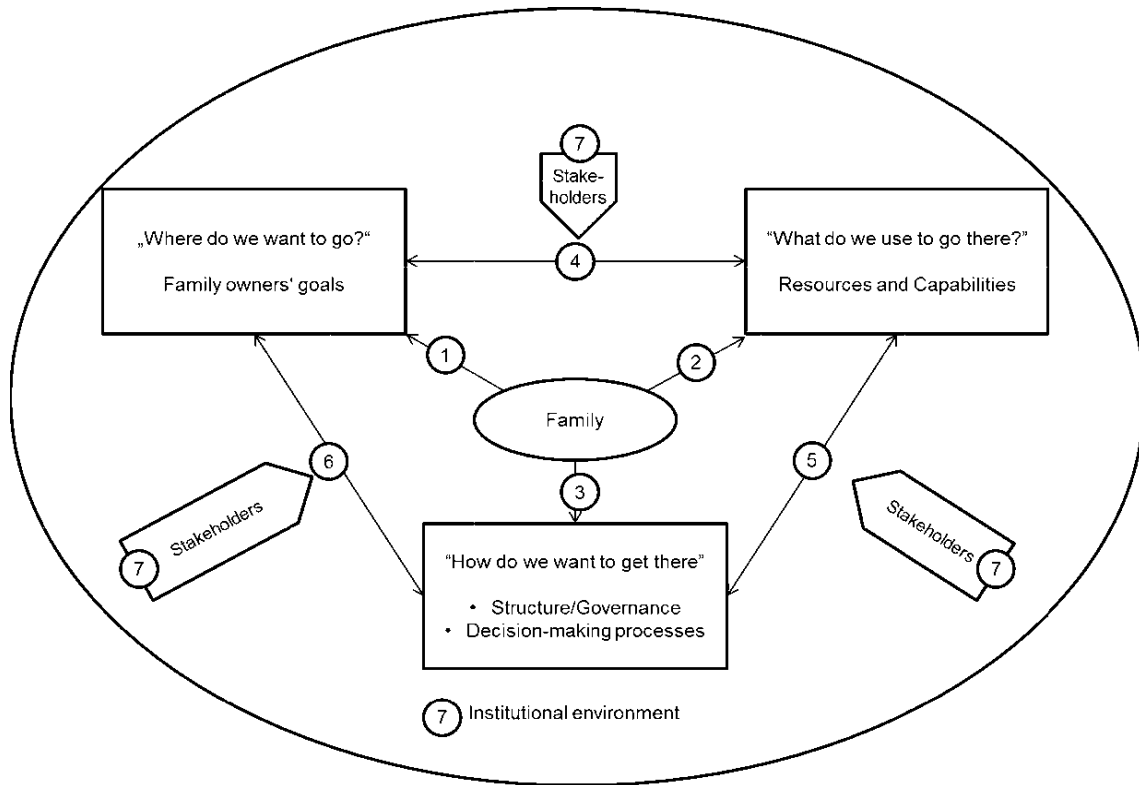 7
Stake-
holders
„Where do we want to go?“
Family owners‘ goals
4
“What do we use to go there?”
Resources and Capabilities
1
2
Family
6
5
3
Stakeholders
7
Stakeholders
7
“How do we want to get there”
• Structure/Governance
• Decision-making processes
7 Institutional environment